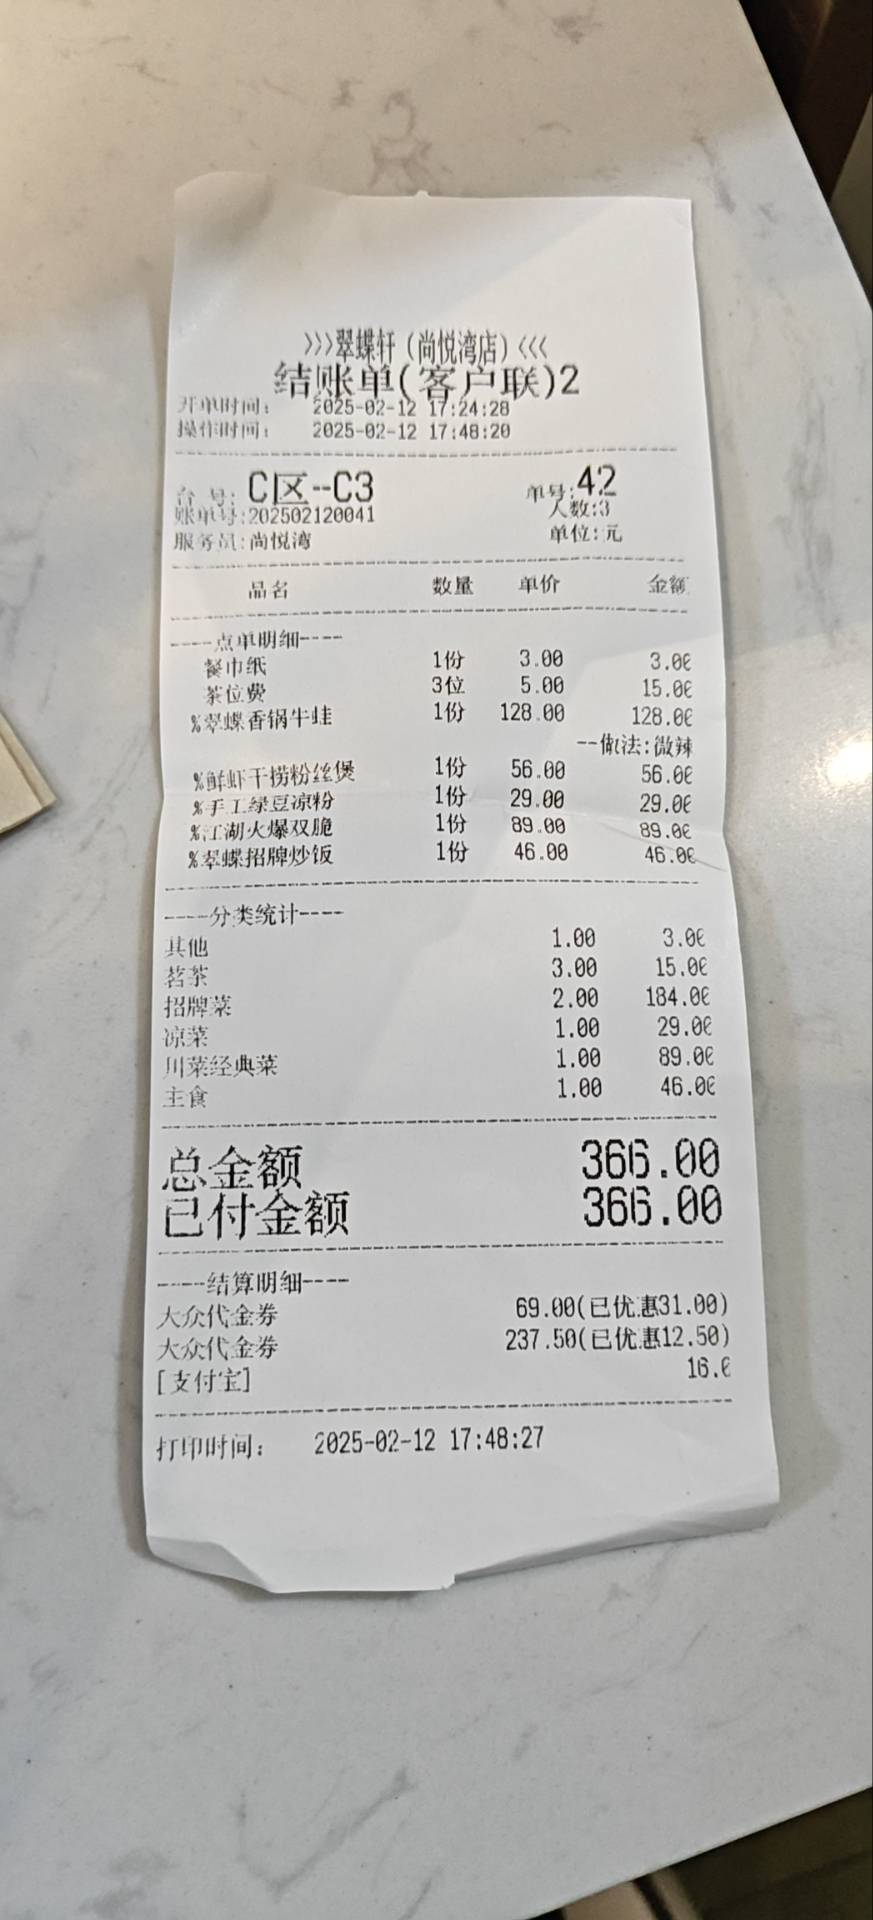 >>>翠蝶轩(尚悦湾店)<<<
结账单(客户联)2
开单时间： 2025-02-12 17:24:28
操作时间： 2025-02-12 17:48:20
台 号: C区--C3 单号:42
账单号:202502120041 人数:3
服务员:尚悦湾 单位:元
品名 数量 单价 金额
----点单明细----
餐巾纸 1份 3.00 3.00
茶位费 3位 5.00 15.00
%翠蝶香锅牛蛙 1份 128.00 128.00
--做法:微辣
%鲜虾干捞粉丝煲 1份 56.00 56.00
%手工绿豆凉粉 1份 29.00 29.00
%江湖火爆双脆 1份 89.00 89.00
%翠蝶招牌炒饭 1份 46.00 46.00
----分类统计----
其他 1.00 3.00
茗茶 3.00 15.00
招牌菜 2.00 184.00
凉菜 1.00 29.00
川菜经典菜 1.00 89.00
主食 1.00 46.00
总金额 366.00
已付金额 366.00
----结算明细----
大众代金券 69.00(已优惠31.00)
大众代金券 237.50(已优惠12.50)
[支付宝] 16.0
打印时间： 2025-02-12 17:48:27